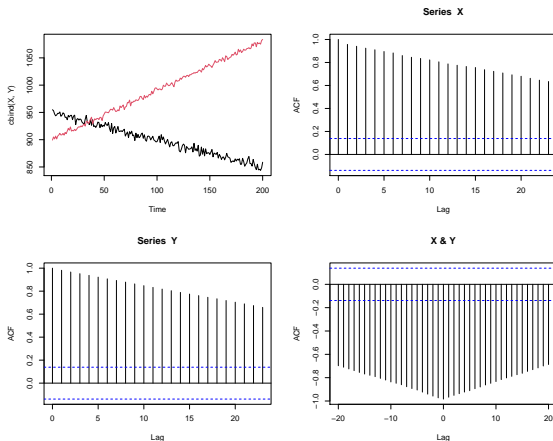 cbind(X, Y)
850 900 950 1000 1050
0 50 100 150 200
Time
Series X
ACF
0.0 0.2 0.4 0.6 0.8 1.0
0 5 10 15 20
Lag
Series Y
ACF
0.0 0.2 0.4 0.6 0.8 1.0
0 5 10 15 20
Lag
X & Y
ACF
−1.0 −0.8 −0.6 −0.4 −0.2 0.0
−20 −10 0 10 20
Lag